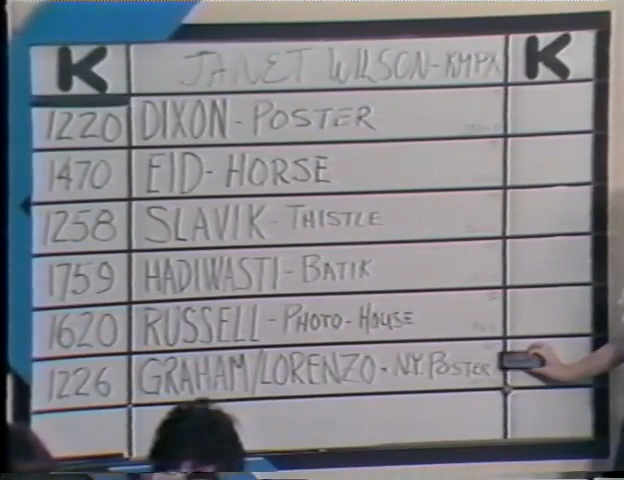 K JANET WILSON-KMPX K
1220 DIXON-POSTER
1470 EID-HORSE
1258 SLAVIK-THISTLE
1759 HADIWASTI-BATIK
1620 RUSSELL-PHOTO-HOUSE
1226 GRAHAM/LORENZO-N.Y. POSTER